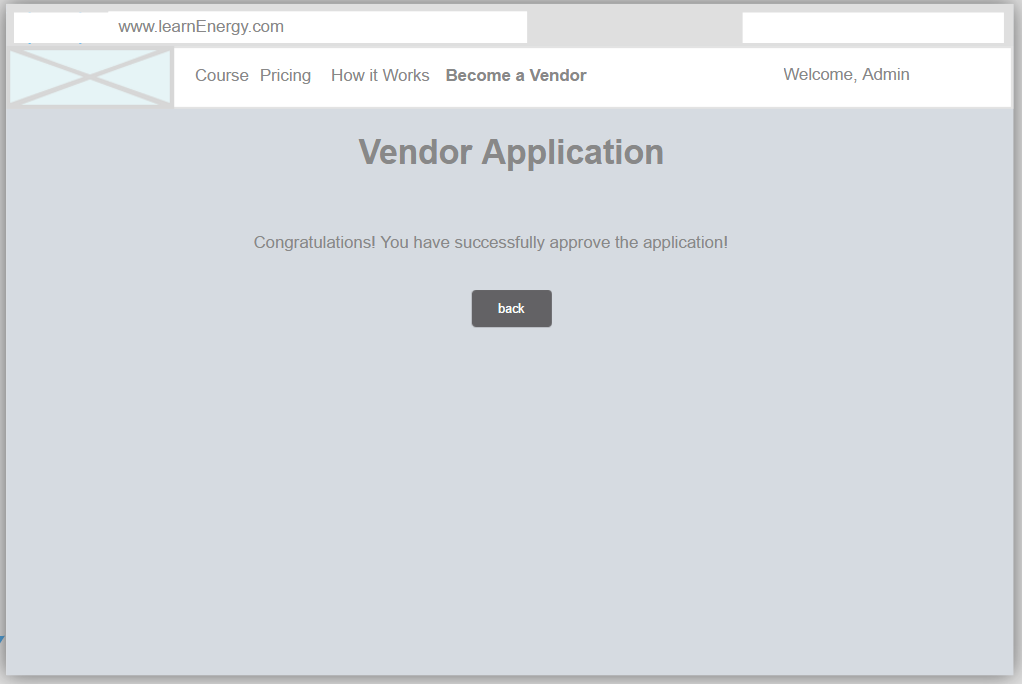 www.learnEnergy.com
Course Pricing How it Works Become a Vendor Welcome, Admin
Vendor Application
Congratulations! You have successfully approve the application!
back